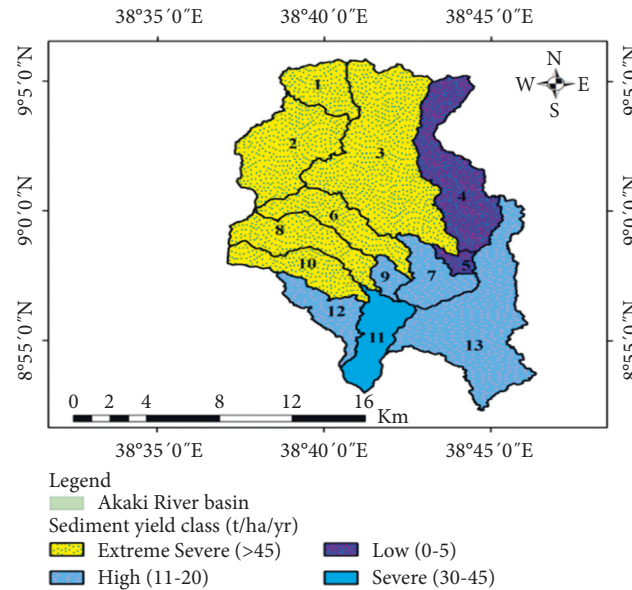 38°35´0˝E 38°40´0˝E 38°45´0˝E
9°5´0˝N
9°0´0˝N
8°55´0˝N
9°5´0˝N
9°0´0˝N
8°55´0˝N
N
W E
S
1
2
3
4
6
8
5
7
9
10
12
11
13
0 2 4 8 12 16
Km
38°35´0˝E 38°40´0˝E 38°45´0˝E
Legend
Akaki River basin
Sediment yield class (t/ha/yr)
Extreme Severe (>45) Low (0-5)
High (11-20) Severe (30-45)